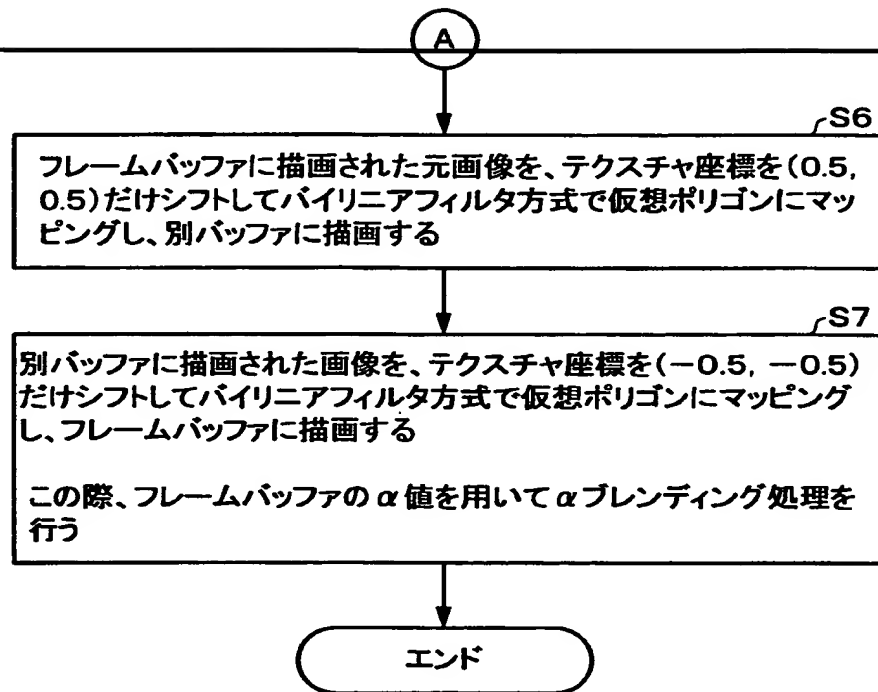 A
S6
フレームバッファに描画された元画像を、テクスチャ座標を(0.5,
0.5)だけシフトしてバイリニアフィルタ方式で仮想ポリゴンにマッ
ピングし、別バッファに描画する
S7
別バッファに描画された画像を、テクスチャ座標を(-0.5, -0.5)
だけシフトしてバイリニアフィルタ方式で仮想ポリゴンにマッピング
し、フレームバッファに描画する
この際、フレームバッファのα値を用いてαブレンディング処理を
行う
エンド